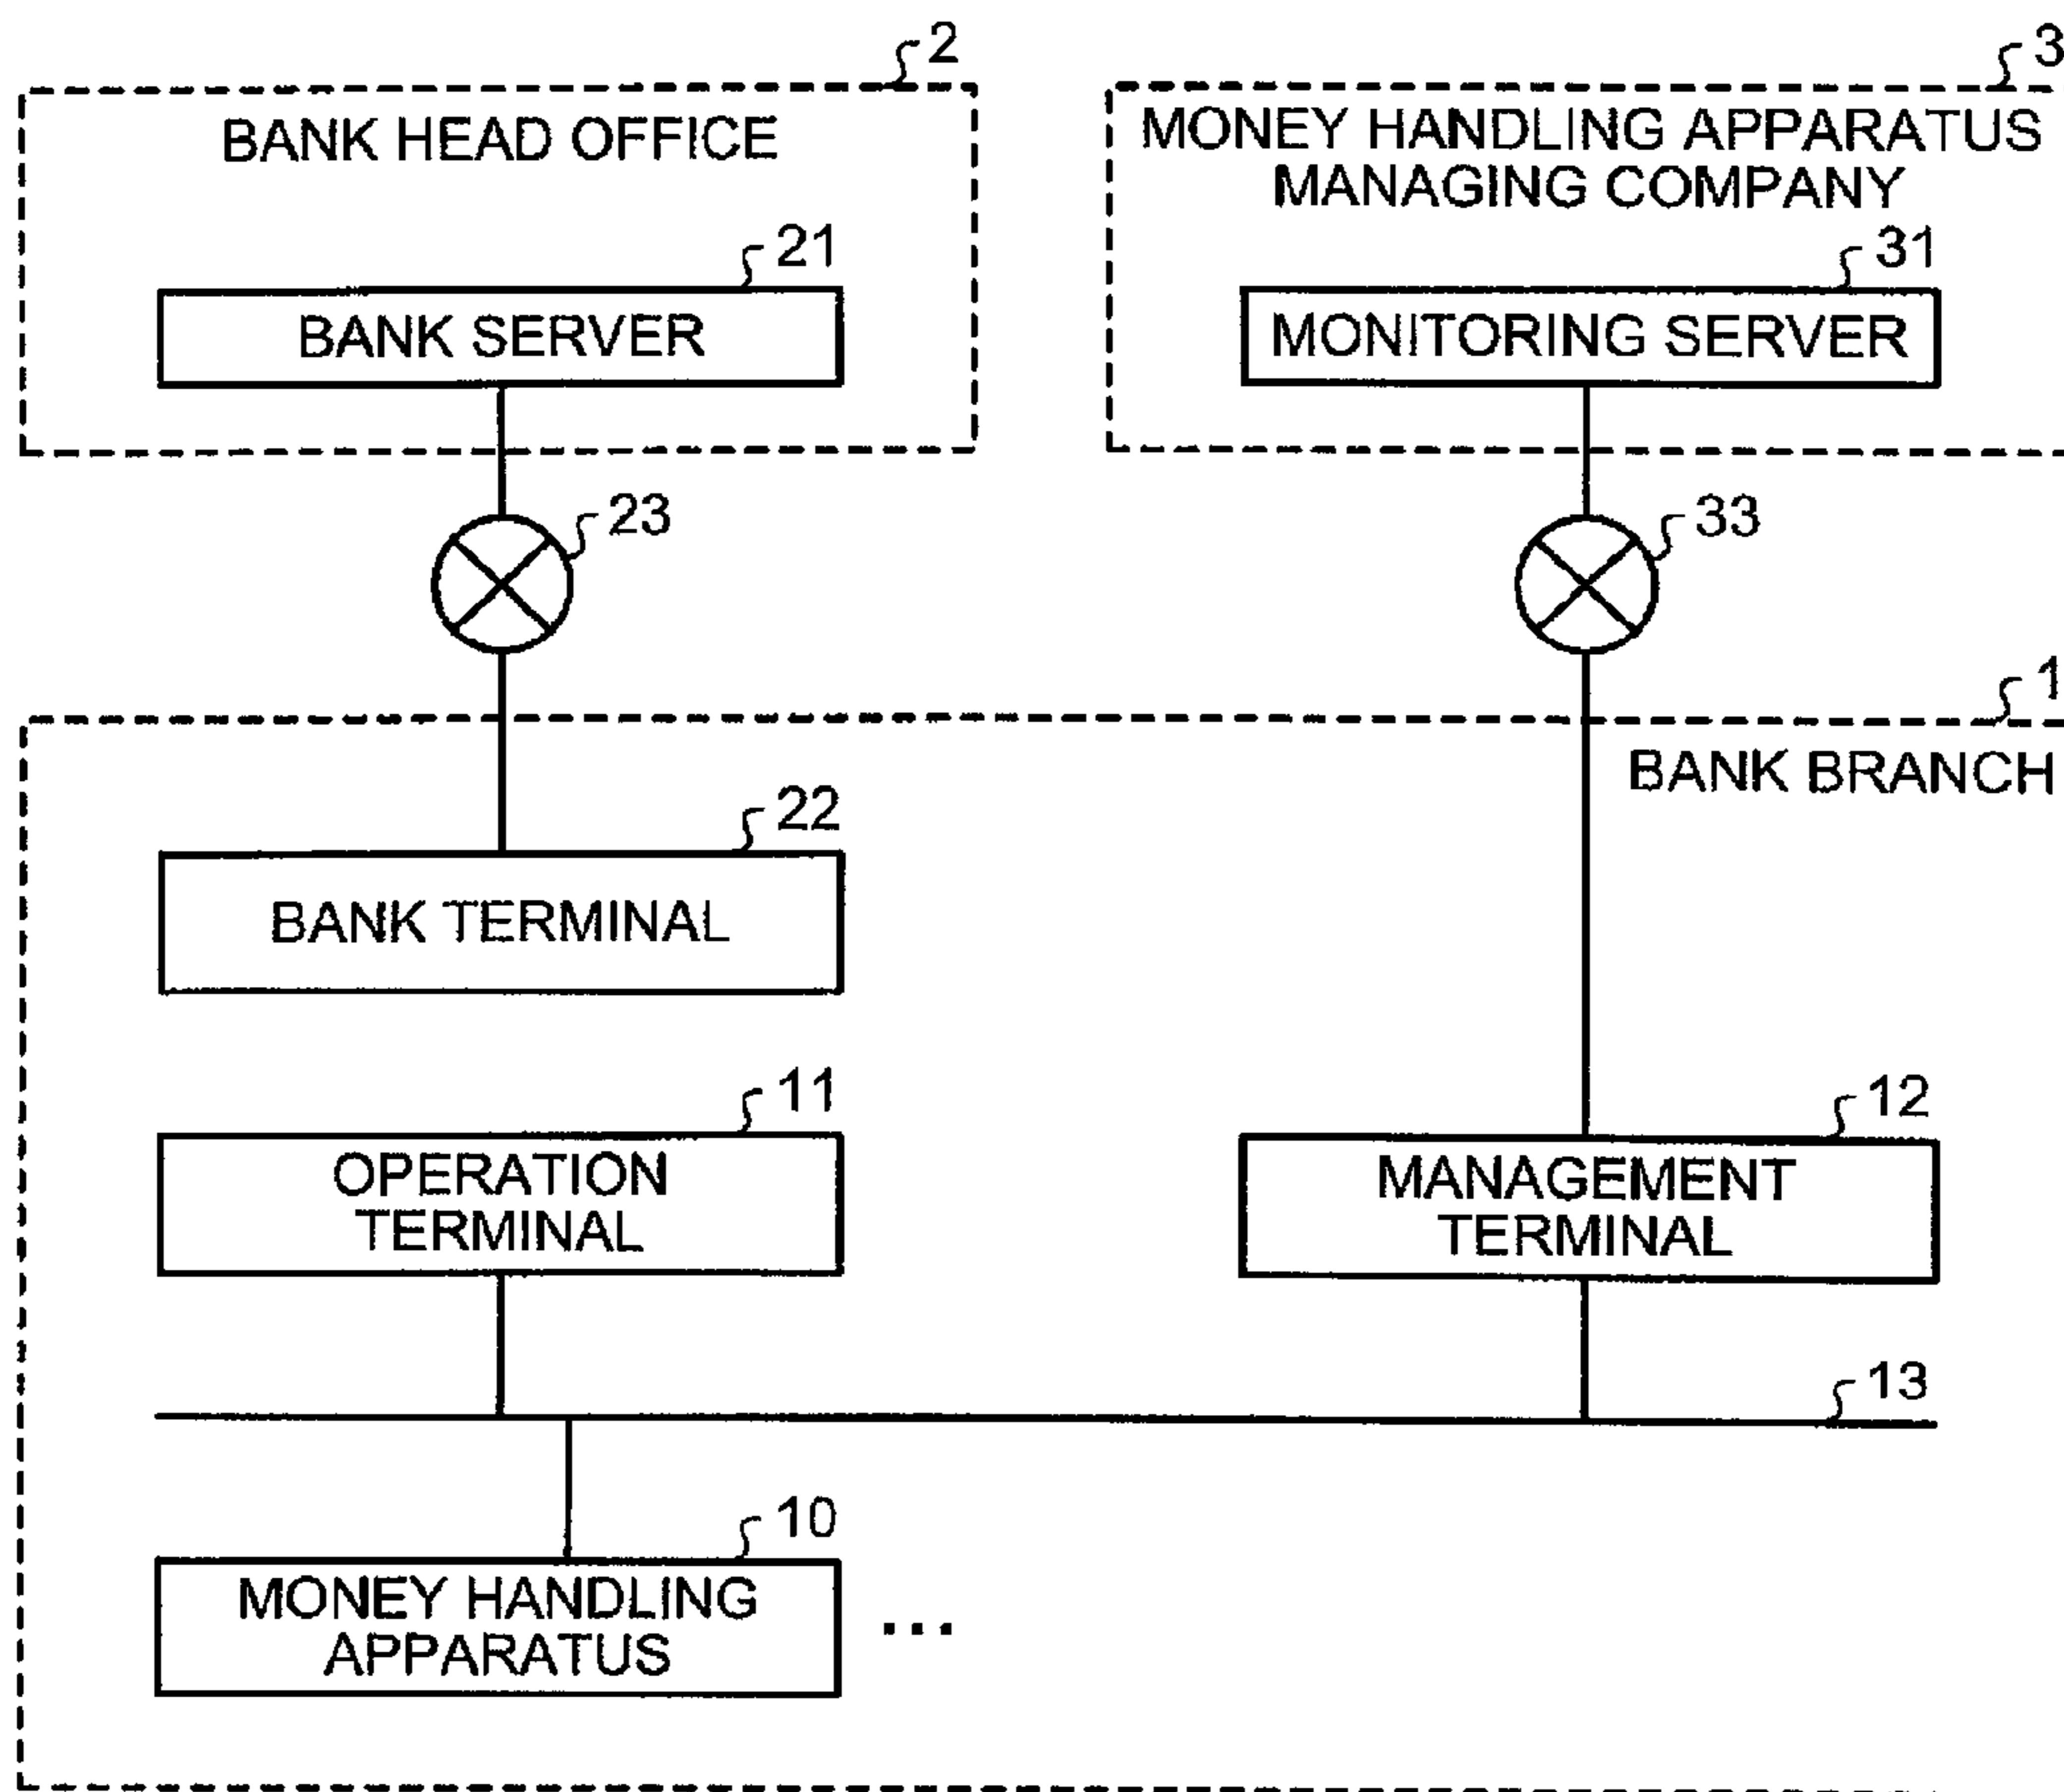 2
BANK HEAD OFFICE
21
BANK SERVER
3
MONEY HANDLING APPARATUS
MANAGING COMPANY
31
MONITORING SERVER
23
33
1
BANK BRANCH
22
BANK TERMINAL
11
OPERATION
TERMINAL
12
MANAGEMENT
TERMINAL
13
10
MONEY HANDLING
APPARATUS
...